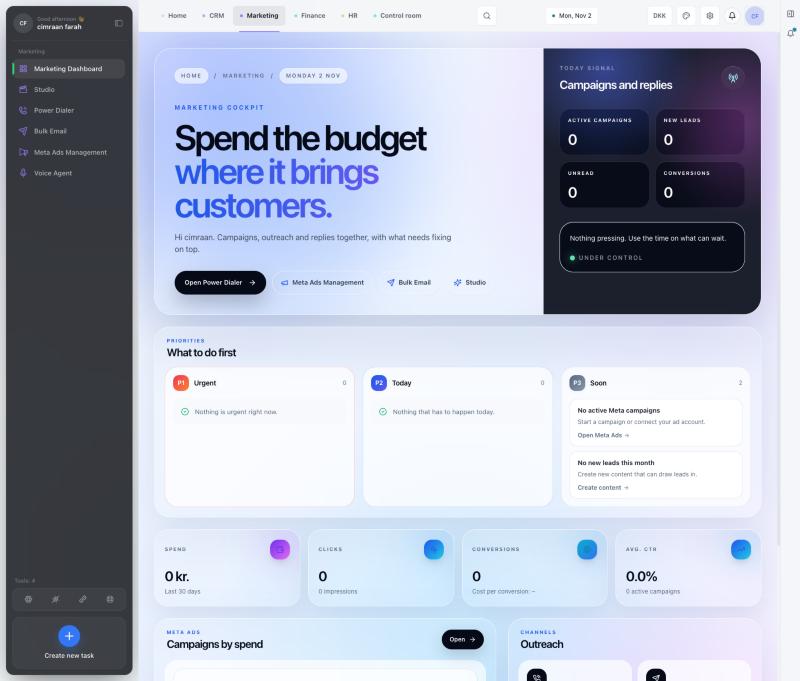 CF
Good afternoon 👋
cimraan farah
Marketing
Marketing Dashboard
Studio
Power Dialer
Bulk Email
Meta Ads Management
Voice Agent
Tools: 4
Create new task
Home
CRM
Marketing
Finance
HR
Control room
Mon, Nov 2
DKK
CF
HOME / MARKETING / MONDAY 2 NOV
MARKETING COCKPIT
Spend the budget
where it brings
customers.
Hi cimraan. Campaigns, outreach and replies together, with what needs fixing
on top.
Open Power Dialer →
Meta Ads Management
Bulk Email
Studio
TODAY SIGNAL
Campaigns and replies
ACTIVE CAMPAIGNS
0
NEW LEADS
0
UNREAD
0
CONVERSIONS
0
Nothing pressing. Use the time on what can wait.
UNDER CONTROL
PRIORITIES
What to do first
P1 Urgent 0
Nothing is urgent right now.
P2 Today 0
Nothing that has to happen today.
P3 Soon 2
No active Meta campaigns
Start a campaign or connect your ad account.
Open Meta Ads →
No new leads this month
Create new content that can draw leads in.
Create content →
SPEND
0 kr.
Last 30 days
CLICKS
0
0 impressions
CONVERSIONS
0
Cost per conversion: –
AVG. CTR
0.0%
0 active campaigns
META ADS
Campaigns by spend
Open →
CHANNELS
Outreach